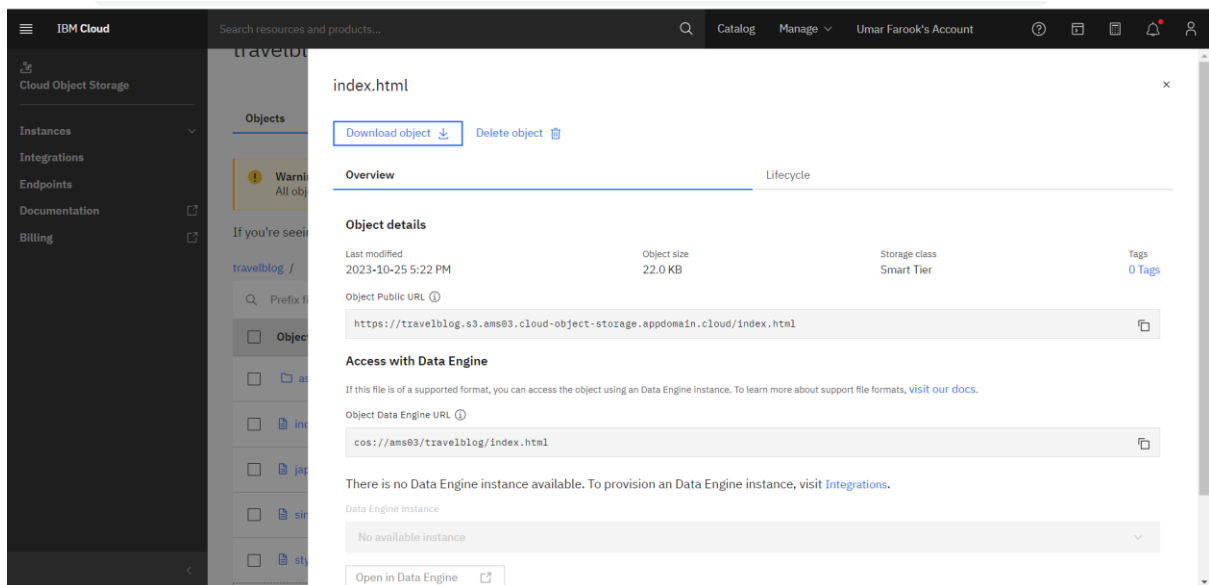 IBM Cloud
Search resources and products...
Catalog
Manage
Umar Farook's Account
Cloud Object Storage
Instances
Integrations
Endpoints
Documentation
Billing
Objects
All
If you're
travelblog /
Prefix
index.html
Download object
Delete object
Overview
Lifecycle
Object details
Last modified
2023-10-25 5:22 PM
Object size
22.0 KB
Storage class
Smart Tier
Tags
0 Tags
Object Public URL
https://travelblog.s3.ams03.cloud-object-storage.appdomain.cloud/index.html
Access with Data Engine
If this file is of a supported format, you can access the object using an Data Engine instance. To learn more about support file formats, visit our docs.
Object Data Engine URL
cos://ams03/travelblog/index.html
There is no Data Engine instance available. To provision an Data Engine instance, visit Integrations.
Data Engine instance
No available instance
Open in Data Engine